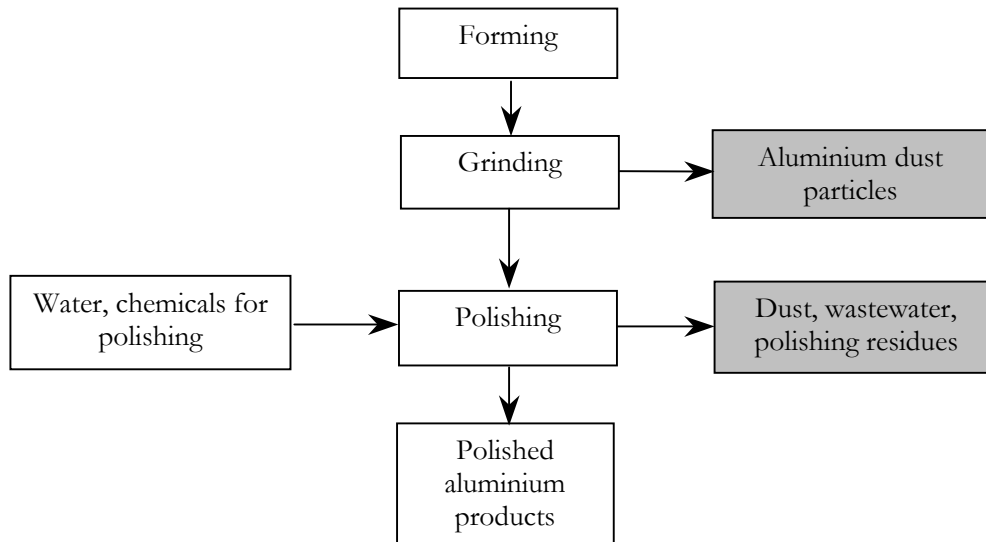 Forming
Grinding
Aluminium dust
particles
Water, chemicals for
polishing
Polishing
Dust, wastewater,
polishing residues
Polished
aluminium
products